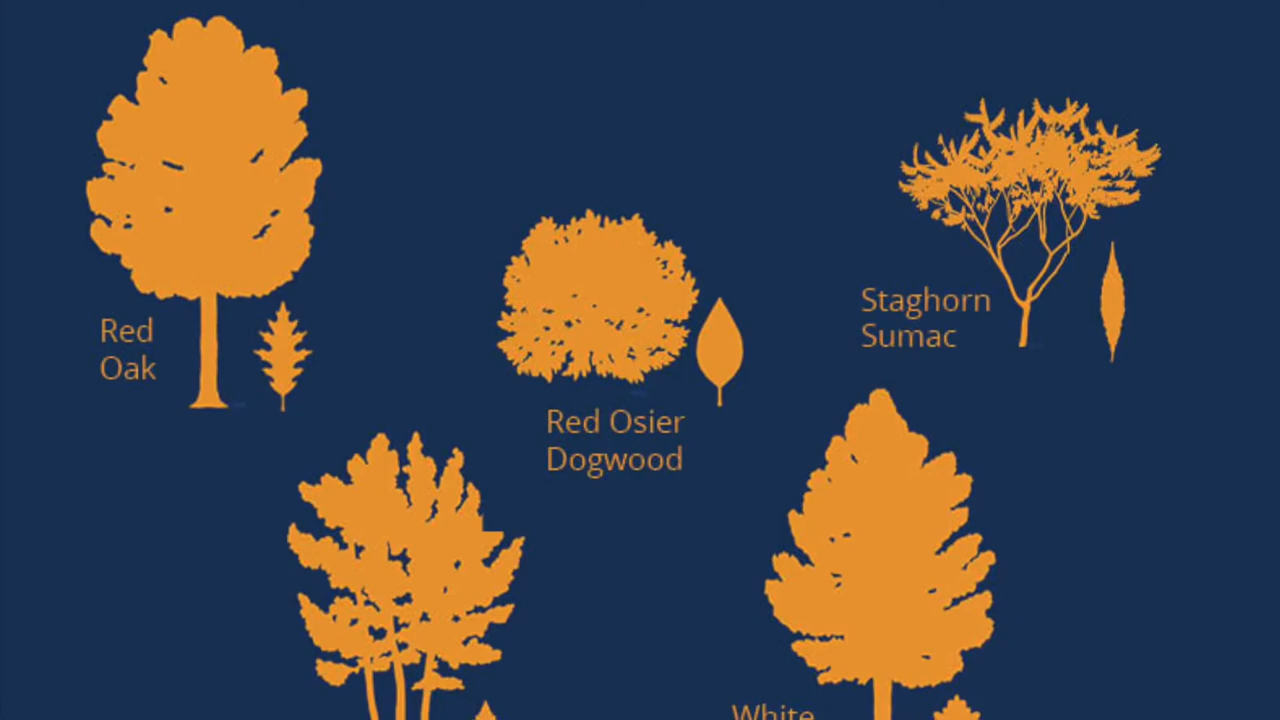 Red
Oak
Red Osier
Dogwood
Staghorn
Sumac
White